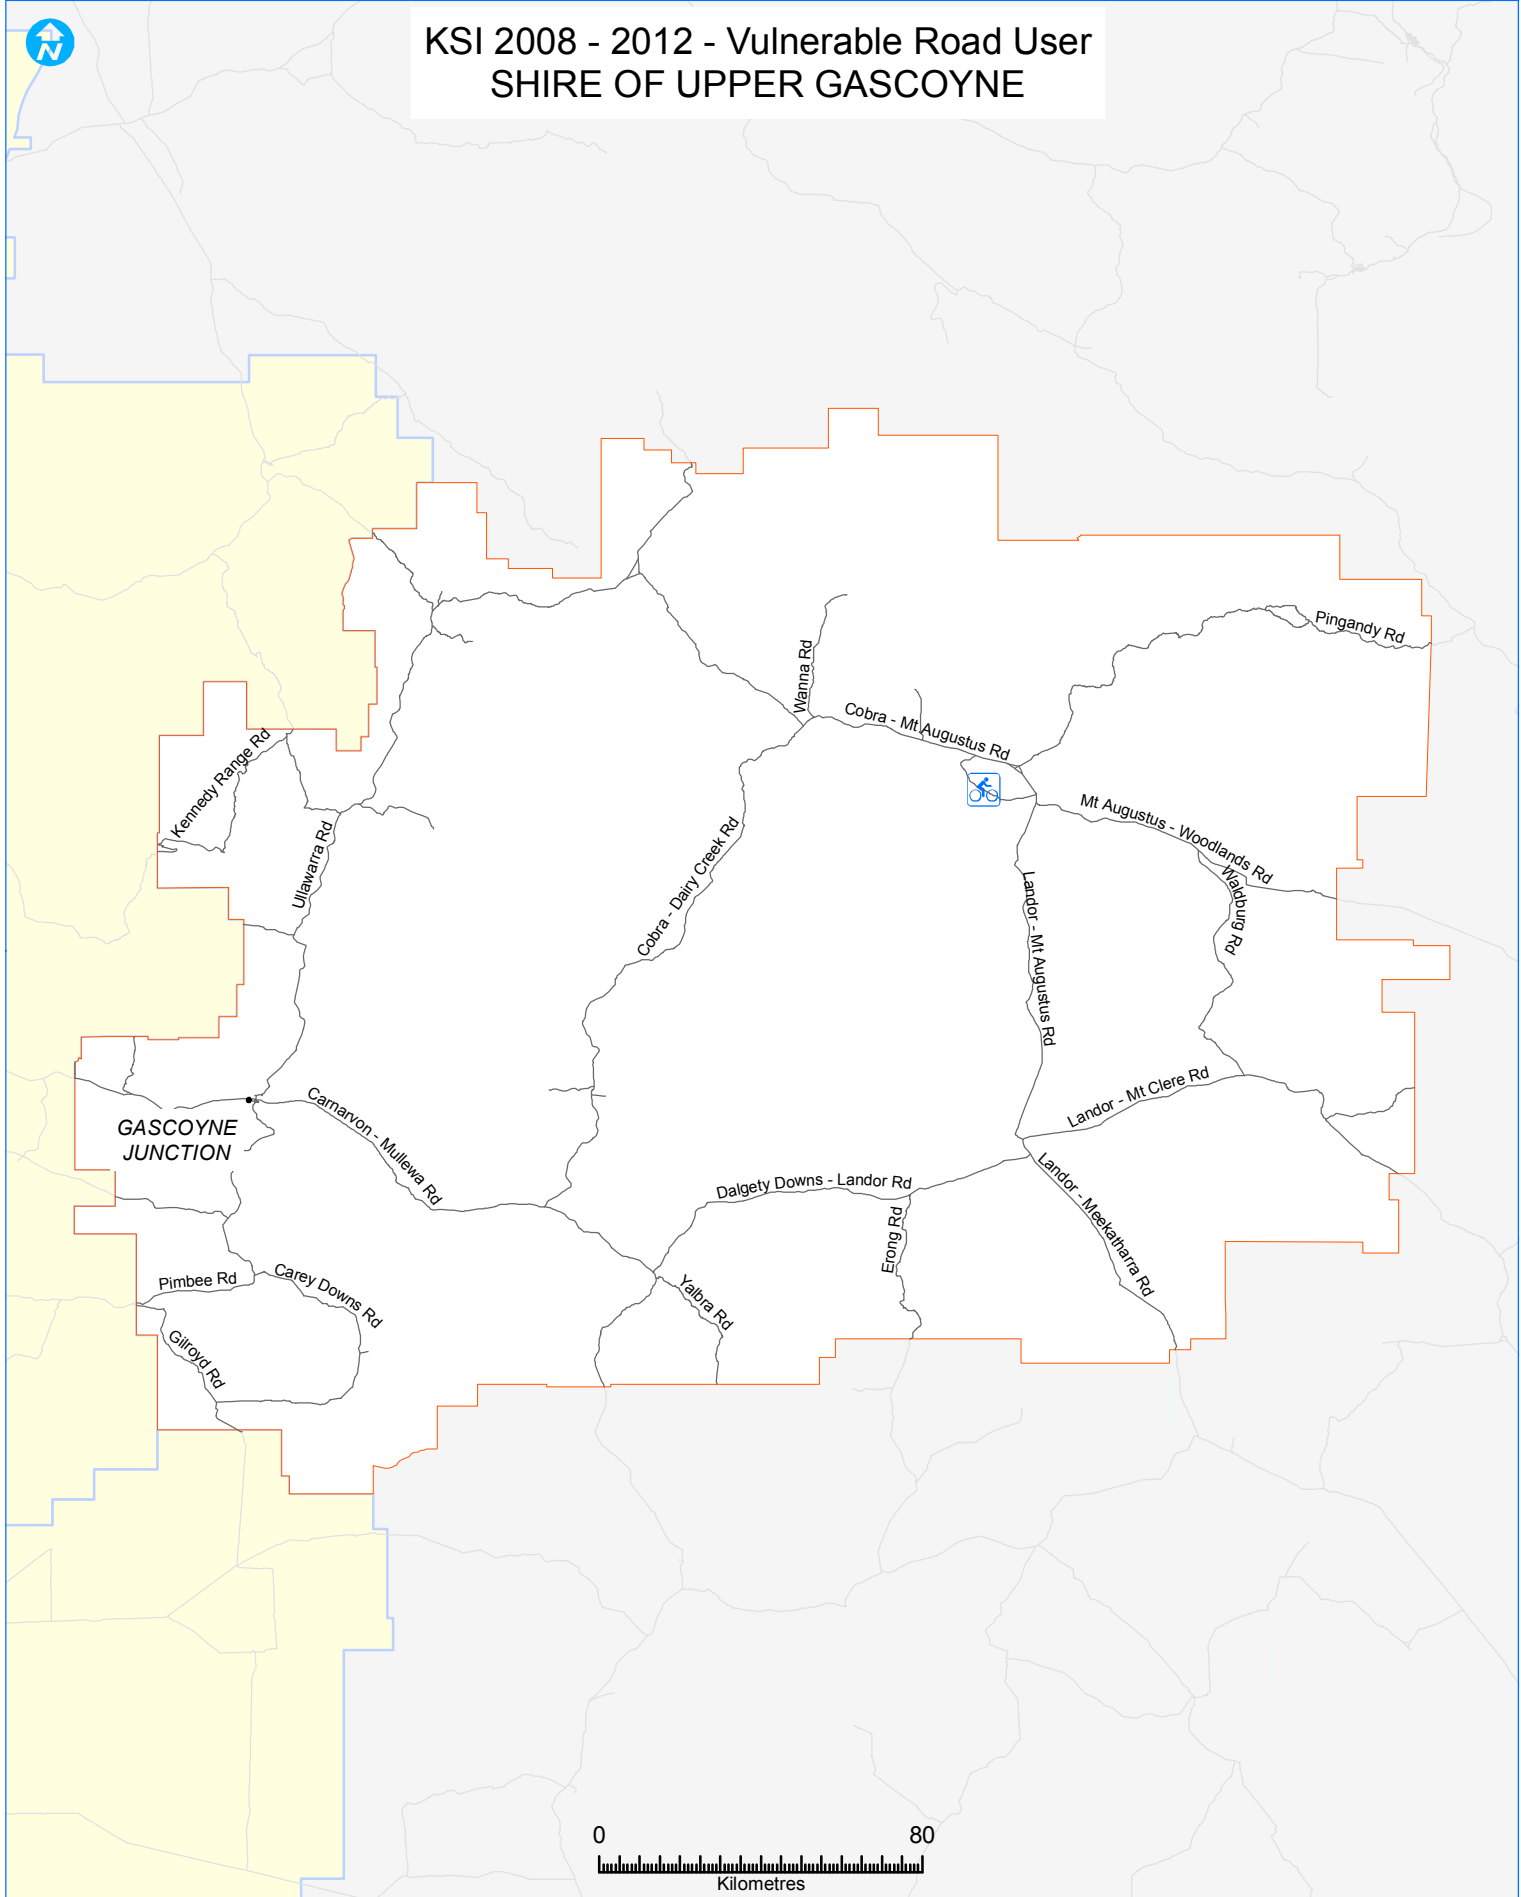 N
KSI 2008 - 2012 - Vulnerable Road User
SHIRE OF UPPER GASCOYNE
Pingandy Rd
Wanna Rd
Cobra - Mt Augustus Rd
Kennedy Range Rd
Mt Augustus - Woodlands Rd
Ullawarra Rd
Cobra - Dairy Creek Rd
Waldburg Rd
Landor - Mt Augustus Rd
Landor - Mt Clere Rd
Carnarvon - Mullewa Rd
GASCOYNE
JUNCTION
Dalgety Downs - Landor Rd
Landor - Meekatharra Rd
Erong Rd
Pimbee Rd
Carey Downs Rd
Yalbra Rd
Gilroyd Rd
0 80
Kilometres